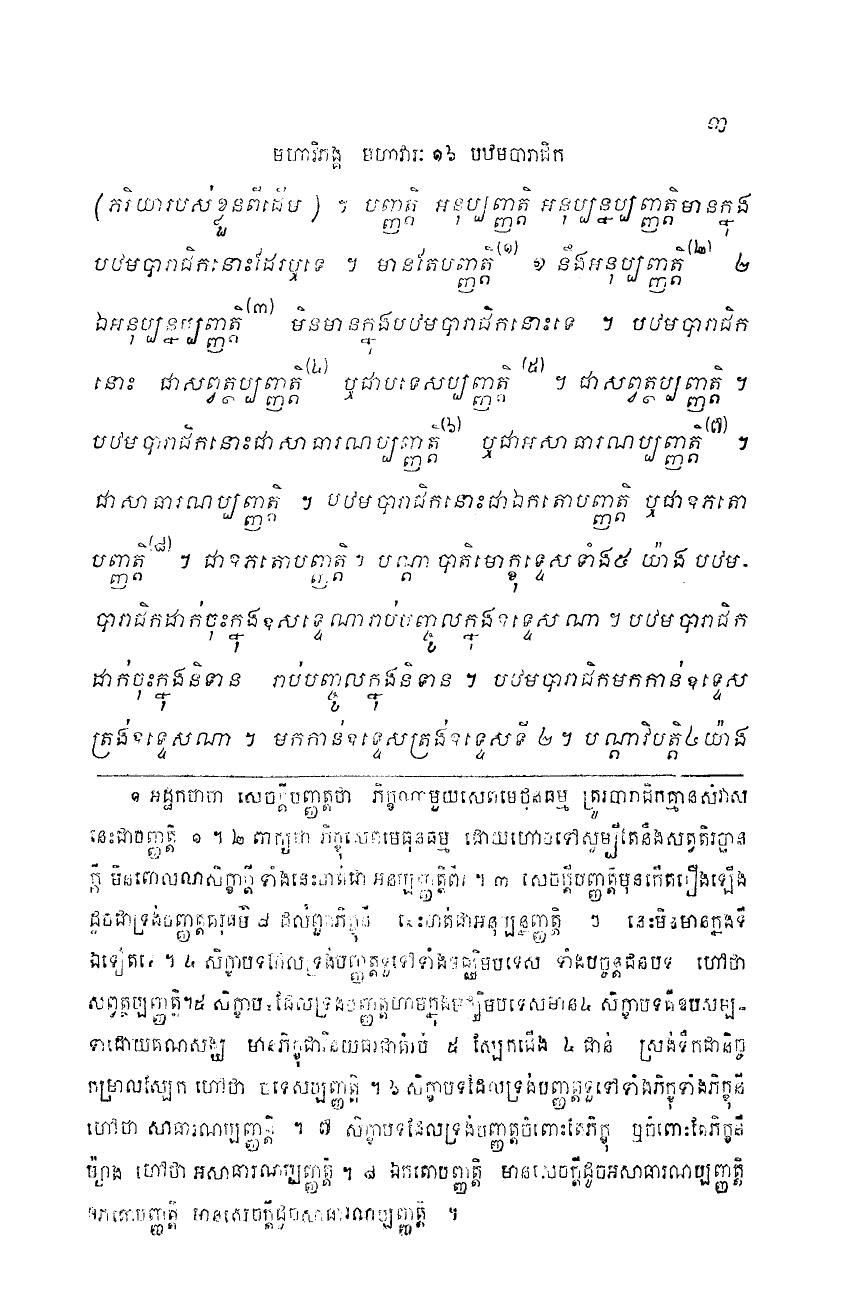 ៣
មហាវិភង្គ មហាវារៈ ១៦ បឋមបារាជិក
(ភរិយារបស់ខ្លួនពីដើម ) ។ បញ្ញត្តិ អនុប្បញ្ញត្តិ អនុប្បន្នប្បញ្ញត្តិមានក្នុង
បឋមបារាជិកនោះដែរឬទេ ។ មានតែបញ្ញត្តិ(១) ១ នឹងអនុប្បញ្ញត្តិ(២) ២
ឯអនុប្បន្នប្បញ្ញត្តិ(៣) មិនមានក្នុងបឋមបារាជិកនោះទេ ។ បឋមបារាជិក
នោះ ជាសព្វត្ថប្បញ្ញត្តិ(៤) ឬជាបទេសប្បញ្ញត្តិ (៥) ។ ជាសព្វត្ថប្បញ្ញត្តិ ។
បឋមបារាជិកនោះជាសាធារណប្បញ្ញត្តិ(៦) ឬជាអសាធារណប្បញ្ញត្តិ(៧) ។
ជាសាធារណប្បញ្ញត្តិ ។ បឋមបារាជិកនោះជាឯកតោបញ្ញត្តិ ឬជាឧភតោ
បញ្ញត្តិ(៨) ។ ជាឧភតោបញ្ញត្តិ ។ បណ្តា បាតិមោក្ខុទ្ទេសទាំង៥ យ៉ាង បឋម-
បារាជិកដាក់ចុះក្នុងឧសទ្ទេណារាប់បញ្ចូលក្នុងឧទ្ទេសណា ។ បឋមបារាជិក
ដាក់ចុះក្នុងនិទាន រាប់បញ្ចូលក្នុងនិទាន ។ បឋមបារាជិកមកកាន់ឧទ្ទេស
ត្រង់ឧទ្ទេសណា ។ មកកាន់ឧទ្ទេសត្រង់ឧទ្ទេសទី ២ ។ បណ្តាវិបត្តិ៤យ៉ាង
១ អដ្ឋកថាថា សេចក្តីបញ្ញត្តថា ភិក្ខុណាមួយសេពមេថុនធម្ម ត្រូវបារាជិកគ្មានសំវាស
នេះជាបញ្ញត្តិ ១ ។ ២ ពាក្យថា ភិក្ខុសេពមេធុនធម្ម ដោយហោចទៅសូម្បីតែនឹងសត្វតិរច្ឆាន
ក្តី មិនពោលលាសិក្ខាក្តី ទាំងនេះហៅថា អនុប្បញ្ញត្តិពីរ ។ ៣ សេចក្តីបញ្ញត្តិមុនកើតរឿងឡើង
ដូចជាទ្រង់បញ្ញត្តគរុធម៌ ៨ ដល់ពួកភិក្ខុនី នេះហៅថាអនុប្បន្នញ្ញត្តិ ។ នេះមិនមានក្នុងទី
ឯទៀតទេ ។ ៤ សិក្ខាបទដែលទ្រង់បញ្ញត្តទួទៅទាំងមជ្ឈិមបទេស ទាំងបច្ចន្តជនបទ ហៅថា
សព្វត្ថប្បញ្ញត្តិ។៥ សិក្ខាបទដែលទ្រង់បញ្ញត្តហាមក្នុងមជ្ឈិមបទេសមាន៤ សិក្ខាបទគឺឧបសម្ប-
ទាដោយគណសង្ឃ មានភិក្ខុជាវិនយធរជាគំរប់ ៥ ស្បែកជើង ៤ ជាន់ ស្រង់ទឹកជានិច្ច
កម្រាលស្បែក ហៅថា បទេសប្បញ្ញត្តិ ។ ៦ សិក្ខាបទដែលទ្រង់បញ្ញត្តទួទៅទាំងភិក្ខុទាំងភិក្ខុនី
ហៅថា សាធារណប្បញ្ញត្តិ ។ ៧ សិក្ខាបទដែលទ្រង់បញ្ញត្តចំពោះតែភិក្ខុ ឬចំពោះតែភិក្ខុនី
ម៉្យាង ហៅថា អសាធារណប្បញ្ញត្តិ ។ ៨ ឯកតោបញ្ញត្តិ មានសេចក្តីដូចអសាធារណប្បញ្ញត្តិ
ឧភតោបញ្ញត្តិ មានសេចក្តីដូចសាធារណប្បញ្ញត្តិ ។